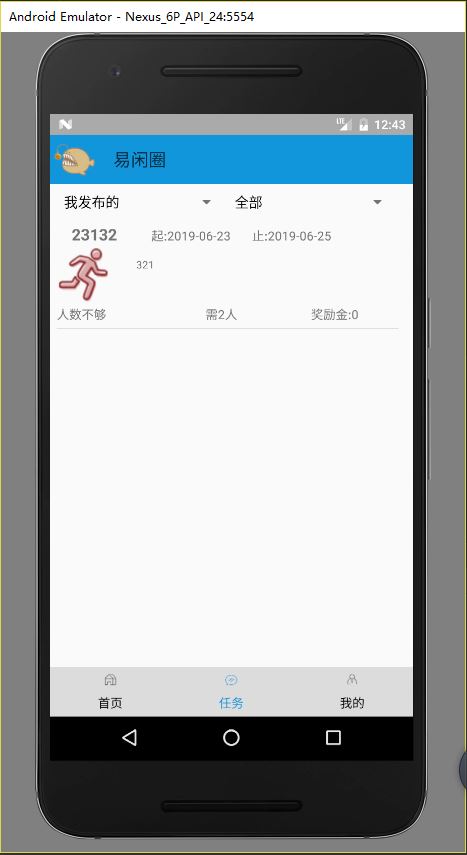 Android Emulator - Nexus_6P_API_24:5554
LTE 12:43
易闲圈
我发布的 全部
23132 起:2019-06-23 止:2019-06-25
321
人数不够 需2人 奖励金:0
首页 任务 我的